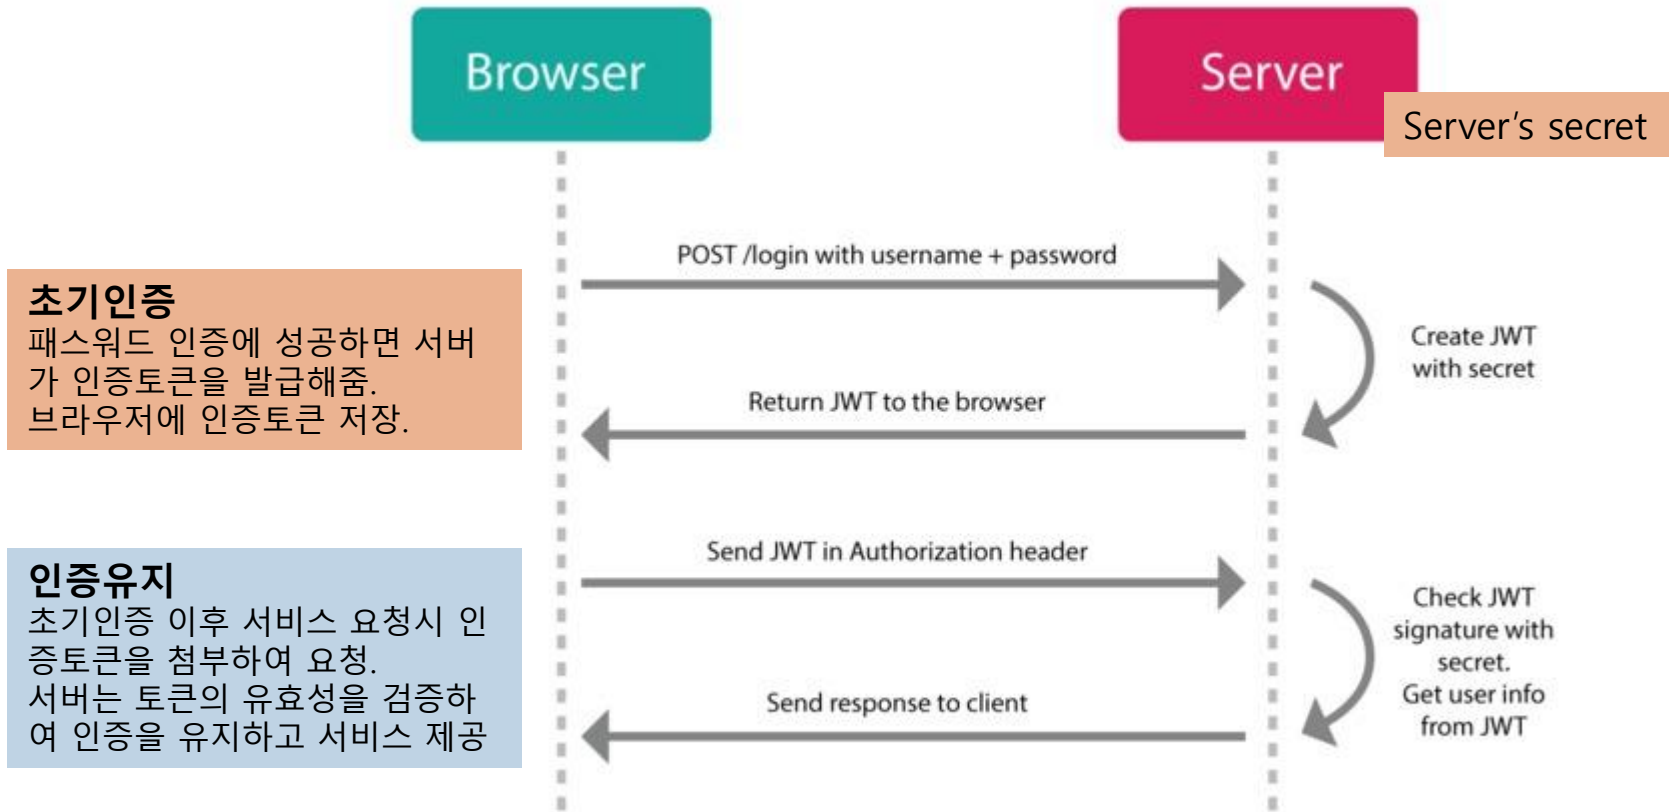 Browser
Server
Server's secret
POST /login with username + password
초기인증
패스워드 인증에 성공하면 서버
가 인증토큰을 발급해줌.
브라우저에 인증토큰 저장.
Create JWT
with secret
Return JWT to the browser
Send JWT in Authorization header
인증유지
초기인증 이후 서비스 요청시 인
증토큰을 첨부하여 요청.
서버는 토큰의 유효성을 검증하
여 인증을 유지하고 서비스 제공
Check JWT
signature with
secret.
Get user info
from JWT
Send response to client